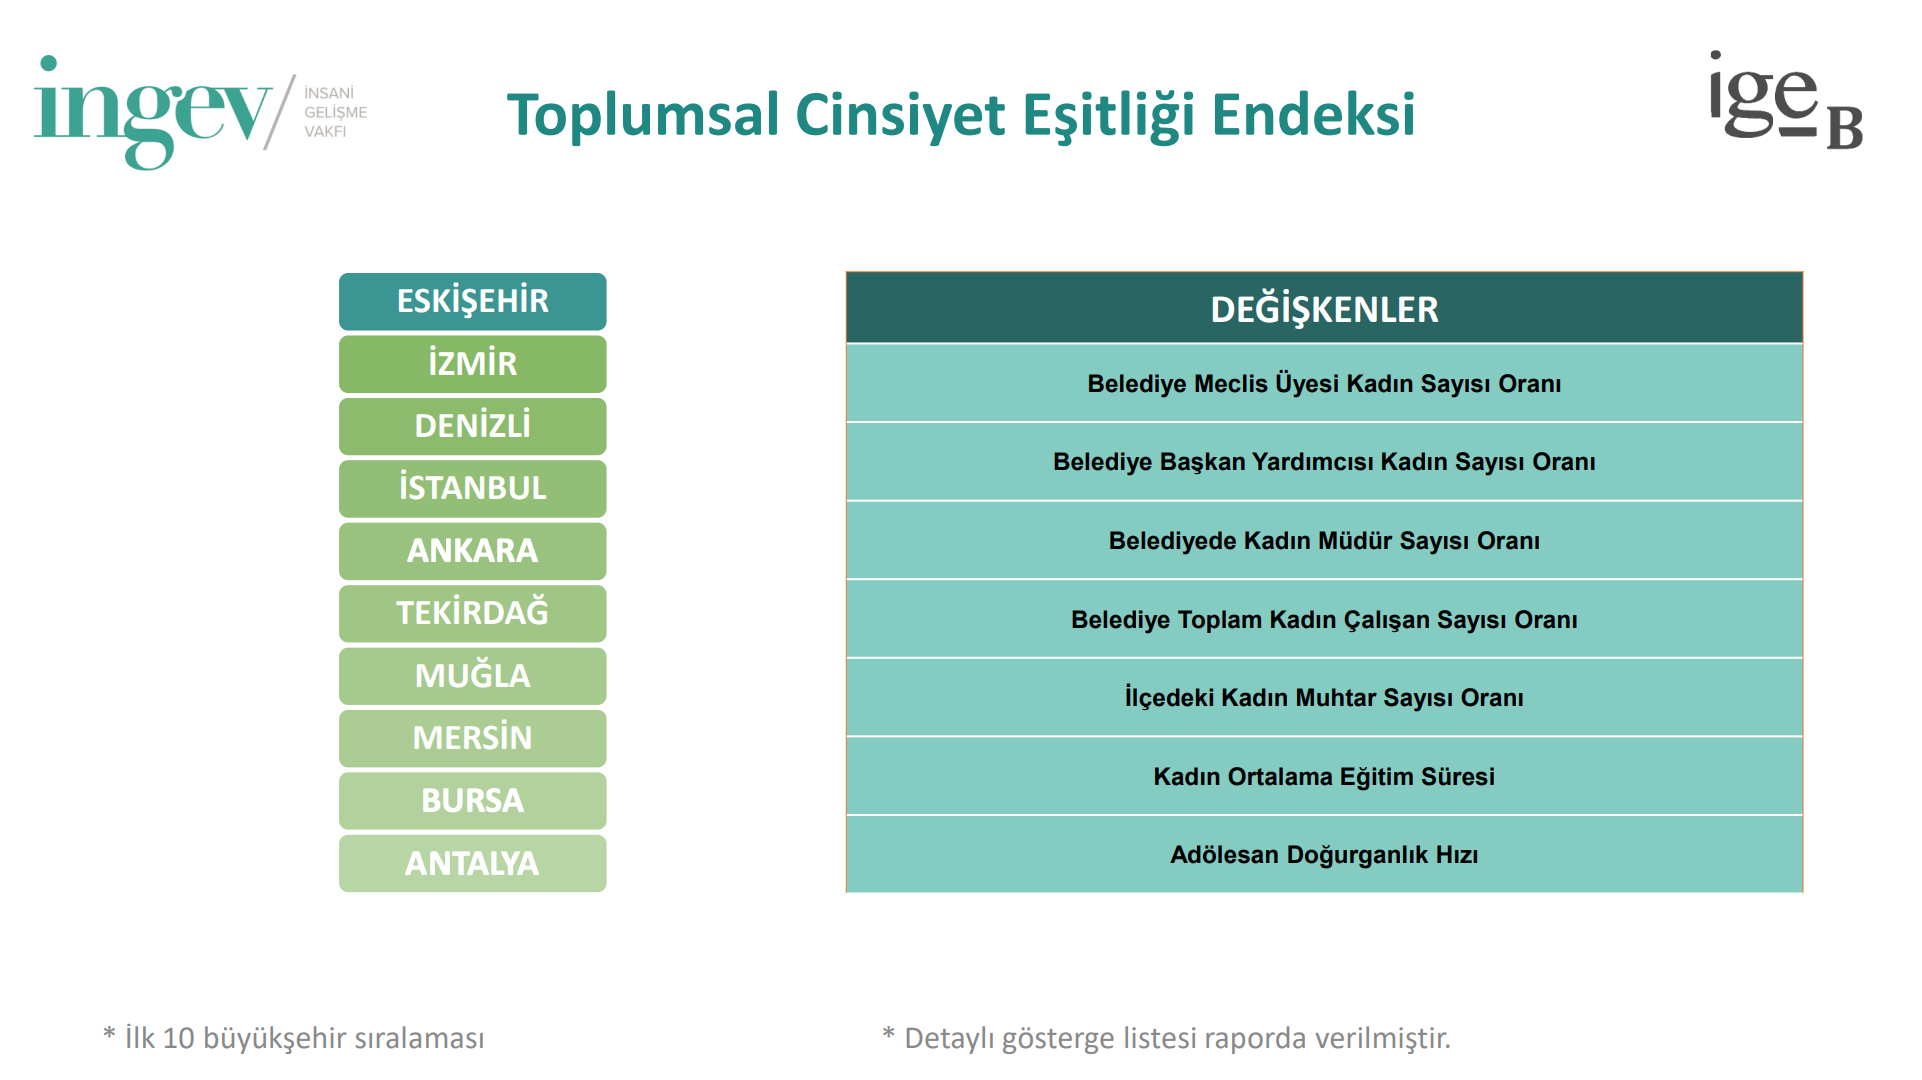 ingev
İNSANİ
GELİŞME
VAKFI
Toplumsal Cinsiyet Eşitliği Endeksi
ige B
ESKİŞEHİR
İZMİR
DENİZLİ
İSTANBUL
ANKARA
TEKİRDAĞ
MUĞLA
MERSİN
BURSA
ANTALYA
DEĞİŞKENLER
Belediye Meclis Üyesi Kadın Sayısı Oranı
Belediye Başkan Yardımcısı Kadın Sayısı Oranı
Belediyede Kadın Müdür Sayısı Oranı
Belediye Toplam Kadın Çalışan Sayısı Oranı
İlçedeki Kadın Muhtar Sayısı Oranı
Kadın Ortalama Eğitim Süresi
Adölesan Doğurganlık Hızı
* İlk 10 büyükşehir sıralaması
* Detaylı gösterge listesi raporda verilmiştir.